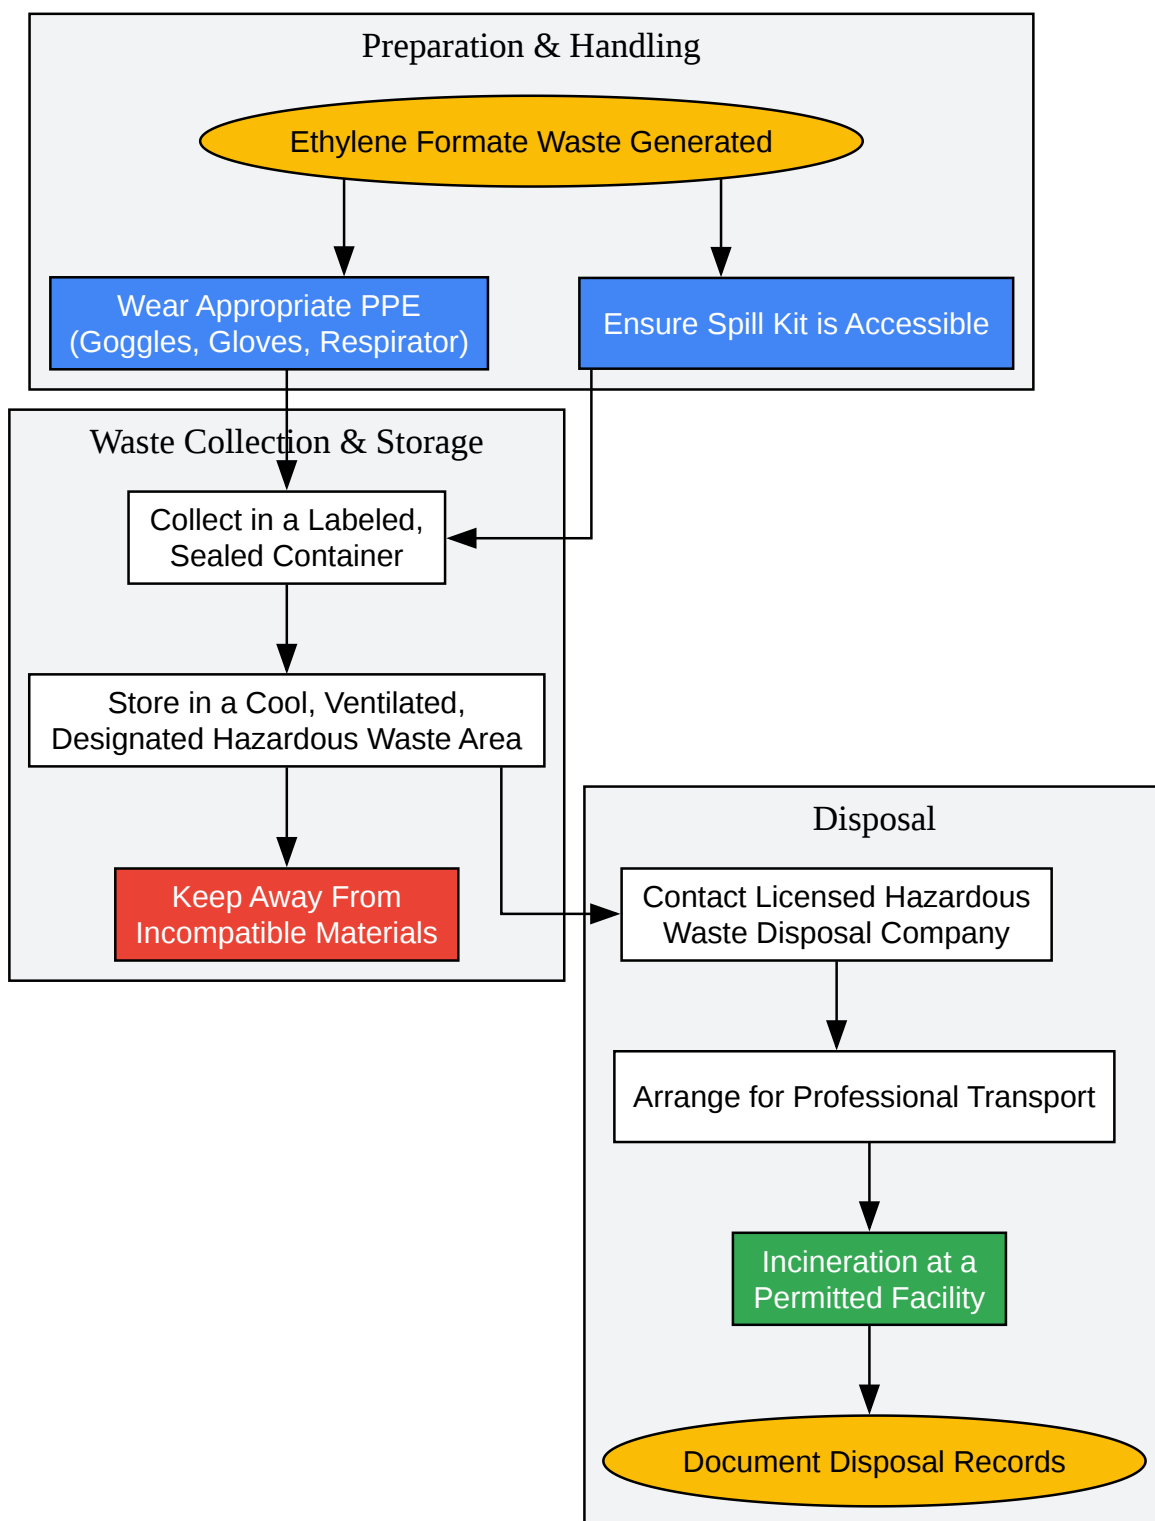 Preparation & Handling
Ethylene Formate Waste Generated
Wear Appropriate PPE
(Goggles, Gloves, Respirator)
Ensure Spill Kit is Accessible
Waste Collection & Storage
Collect in a Labeled,
Sealed Container
Store in a Cool, Ventilated,
Designated Hazardous Waste Area
Keep Away From
Incompatible Materials
Disposal
Contact Licensed Hazardous
Waste Disposal Company
Arrange for Professional Transport
Incineration at a
Permitted Facility
Document Disposal Records